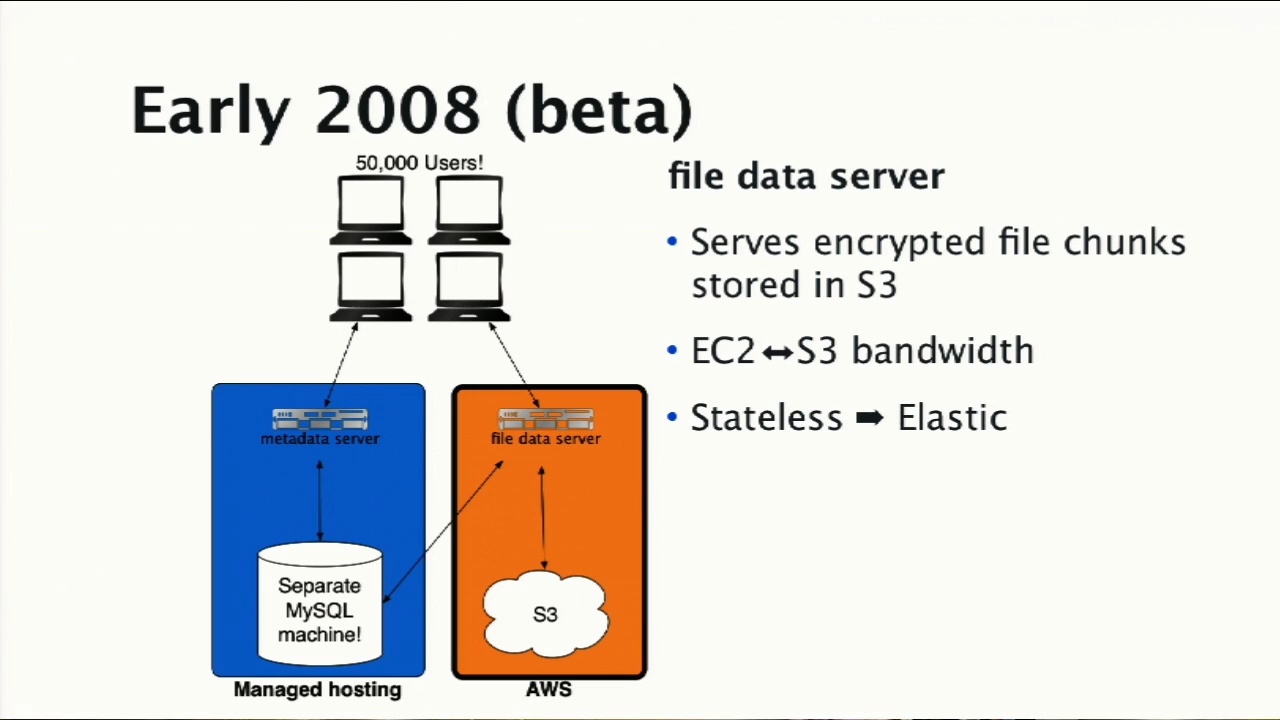 Early 2008 (beta)
50,000 Users!
metadata server
file data server
Separate
MySQL
machine!
S3
Managed hosting
AWS
file data server
• Serves encrypted file chunks
stored in S3
• EC2↔S3 bandwidth
• Stateless ➡ Elastic